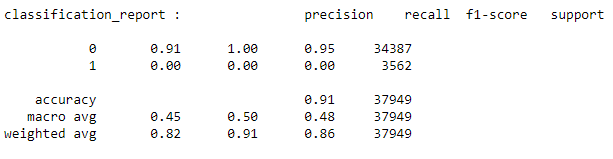 classification_report : precision recall f1-score support
0 0.91 1.00 0.95 34387
1 0.00 0.00 0.00 3562
accuracy 0.91 37949
macro avg 0.45 0.50 0.48 37949
weighted avg 0.82 0.91 0.86 37949